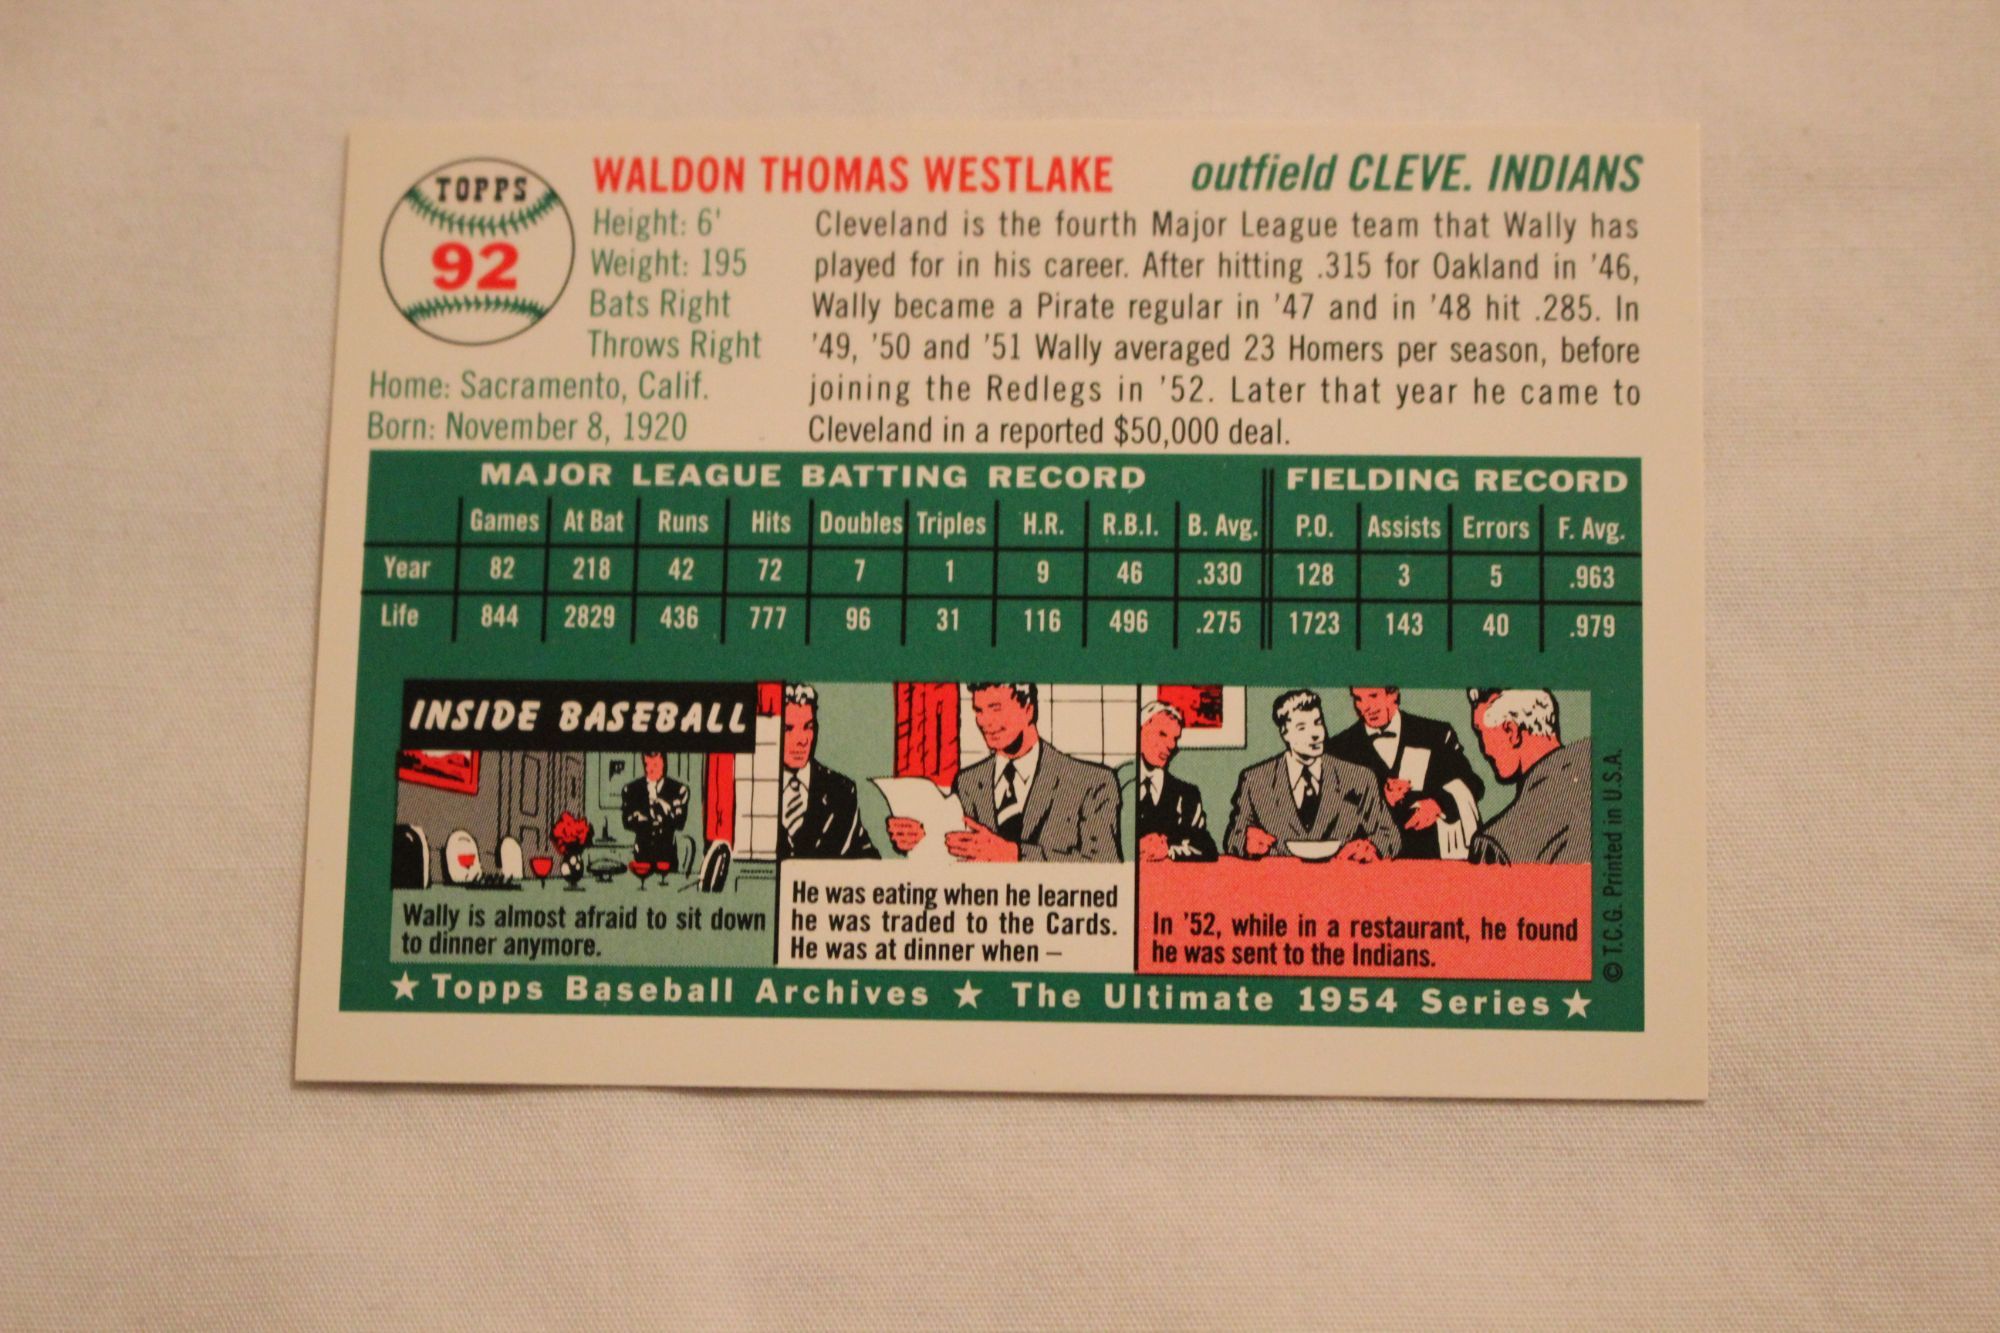 TOPPS
92
WALDON THOMAS WESTLAKE
outfield CLEVE. INDIANS
Height: 6'
Weight: 195
Bats Right
Throws Right
Home: Sacramento, Calif.
Born: November 8, 1920
Cleveland is the fourth Major League team that Wally has
played for in his career. After hitting .315 for Oakland in '46,
Wally became a Pirate regular in '47 and in '48 hit .285. In
'49, '50 and '51 Wally averaged 23 Homers per season, before
joining the Redlegs in '52. Later that year he came to
Cleveland in a reported $50,000 deal.
MAJOR LEAGUE BATTING RECORD FIELDING RECORD
Games At Bat Runs Hits Doubles Triples H.R. R.B.I. B. Avg. P.O. Assists Errors F. Avg.
Year 82 218 42 72 7 1 9 46 .330 128 3 5 .963
Life 844 2829 436 777 96 31 116 496 .275 1723 143 40 .979
INSIDE BASEBALL
Wally is almost afraid to sit down
to dinner anymore.
He was eating when he learned
he was traded to the Cards.
He was at dinner when –
In '52, while in a restaurant, he found
he was sent to the Indians.
© T.C.G. Printed in U.S.A.
★ Topps Baseball Archives ★ The Ultimate 1954 Series ★